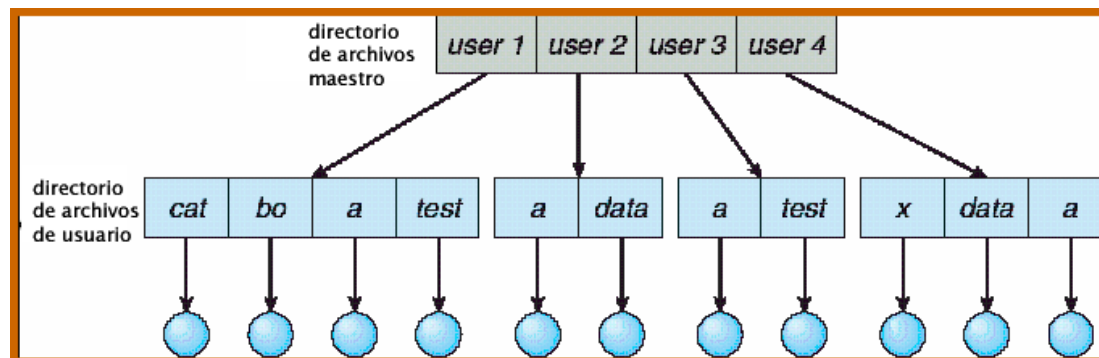 directorio
de archivos
maestro
user 1 user 2 user 3 user 4
directorio
de archivos
de usuario
cat bo a test a data a test x data a